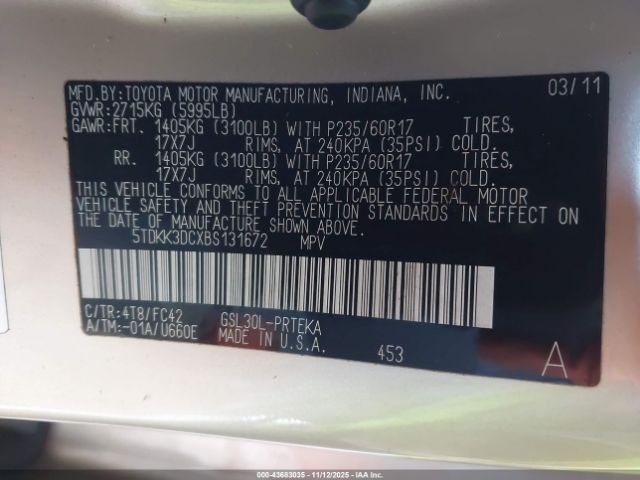 MFD.BY:TOYOTA MOTOR MANUFACTURING, INDIANA, INC. 03/11
GVWR:2715KG (5995LB)
GAWR:FRT. 1405KG (3100LB) WITH P235/60R17 TIRES,
17X7J RIMS, AT 240KPA (35PSI) COLD.
RR. 1405KG (3100LB) WITH P235/60R17 TIRES,
17X7J RIMS, AT 240KPA (35PSI) COLD.
THIS VEHICLE CONFORMS TO ALL APPLICABLE FEDERAL MOTOR
VEHICLE SAFETY AND THEFT PREVENTION STANDARDS IN EFFECT ON
THE DATE OF MANUFACTURE SHOWN ABOVE.
5TDKK3DCXBS131672 MPV
C/TR:4T8/FC42 GSL30L-PRTEKA
A/TM:-01A/U660E MADE IN U.S.A.
453 A
000-43683035 - 11/12/2025 - IAAI.com